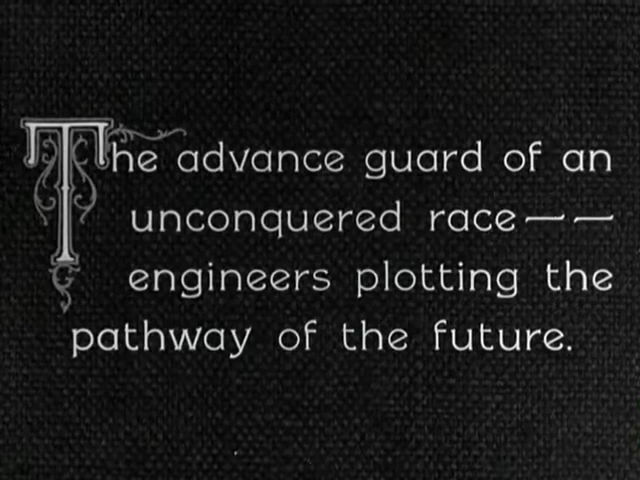 The advance guard of an
unconquered race——
engineers plotting the
pathway of the future.